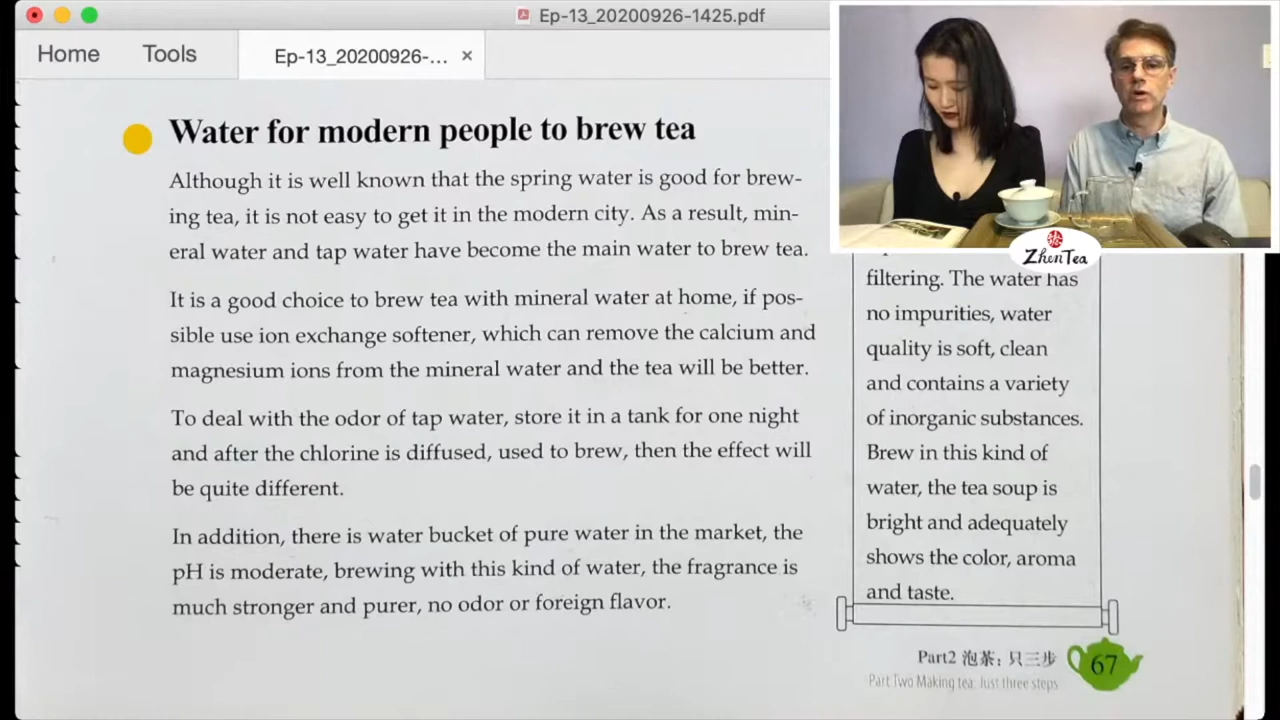 Ep-13_20200926-1425.pdf
Home
Tools
Ep-13_20200926-... ×
Water for modern people to brew tea
Although it is well known that the spring water is good for brew-
ing tea, it is not easy to get it in the modern city. As a result, min-
eral water and tap water have become the main water to brew tea.
It is a good choice to brew tea with mineral water at home, if pos-
sible use ion exchange softener, which can remove the calcium and
magnesium ions from the mineral water and the tea will be better.
To deal with the odor of tap water, store it in a tank for one night
and after the chlorine is diffused, used to brew, then the effect will
be quite different.
In addition, there is water bucket of pure water in the market, the
pH is moderate, brewing with this kind of water, the fragrance is
much stronger and purer, no odor or foreign flavor.
ZhenTea
filtering. The water has
no impurities, water
quality is soft, clean
and contains a variety
of inorganic substances.
Brew in this kind of
water, the tea soup is
bright and adequately
shows the color, aroma
and taste.
Part2 泡茶：只三步
67
Part Two Making tea: Just three steps